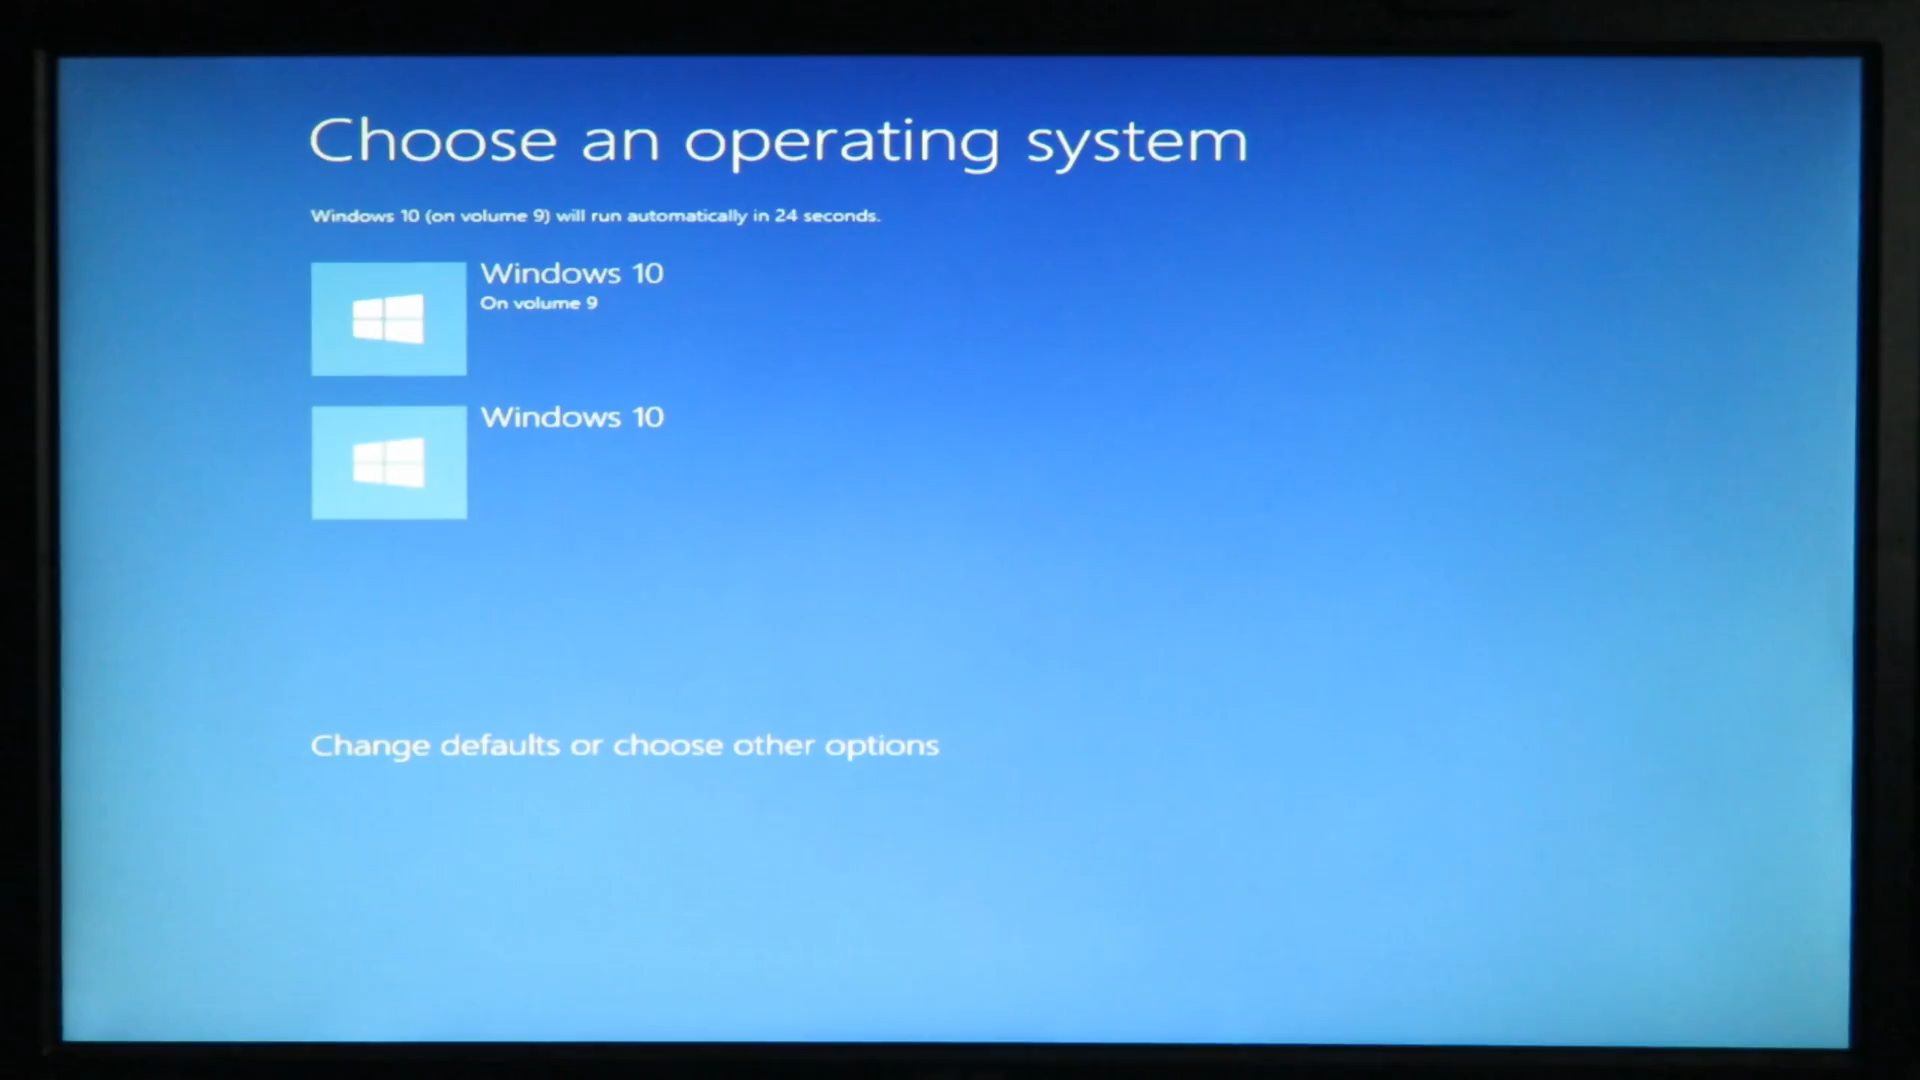 Choose an operating system
Windows 10 (on volume 9) will run automatically in 24 seconds.
Windows 10
On volume 9
Windows 10
Change defaults or choose other options